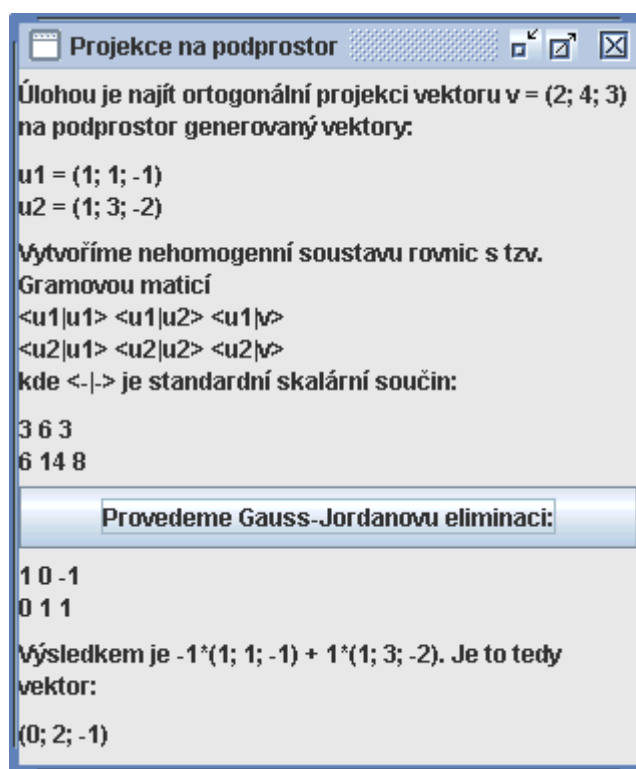 Projekce na podprostor
Úlohou je najít ortogonální projekci vektoru v = (2; 4; 3)
na podprostor generovaný vektory:
u1 = (1; 1; -1)
u2 = (1; 3; -2)
Vytvoříme nehomogenní soustavu rovnic s tzv.
Gramovou maticí
<u1|u1> <u1|u2> <u1|v>
<u2|u1> <u2|u2> <u2|v>
kde <-|-> je standardní skalární součin:
3 6 3
6 14 8
Provedeme Gauss-Jordanovu eliminaci:
1 0 -1
0 1 1
Výsledkem je -1*(1; 1; -1) + 1*(1; 3; -2). Je to tedy
vektor:
(0; 2; -1)